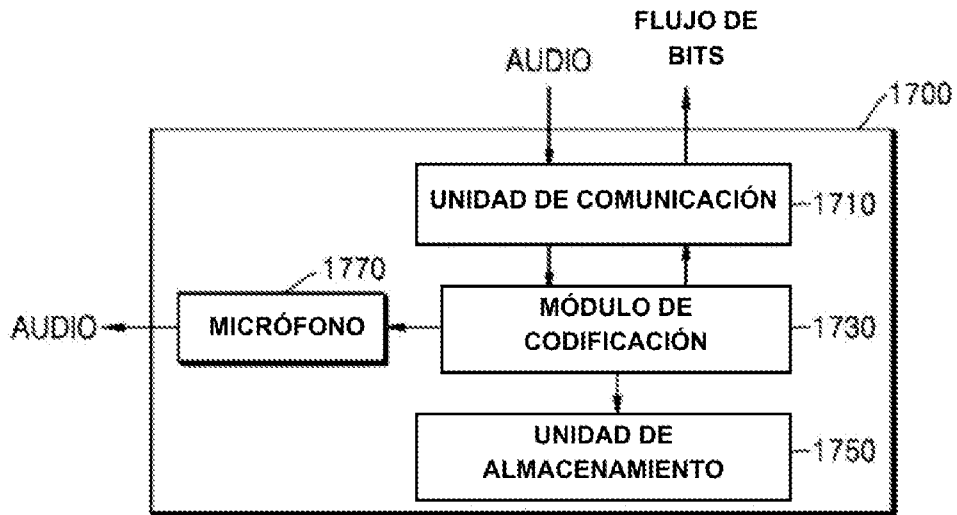 FLUJO DE
BITS
AUDIO
1700
UNIDAD DE COMUNICACIÓN
1710
1770
AUDIO
MICRÓFONO
MÓDULO DE
CODIFICACIÓN
1730
UNIDAD DE
ALMACENAMIENTO
1750